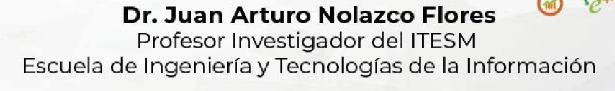 Dr. Juan Arturo Nolazco Flores
Profesor Investigador del ITESM
Escuela de Ingeniería y Tecnologías de la Información